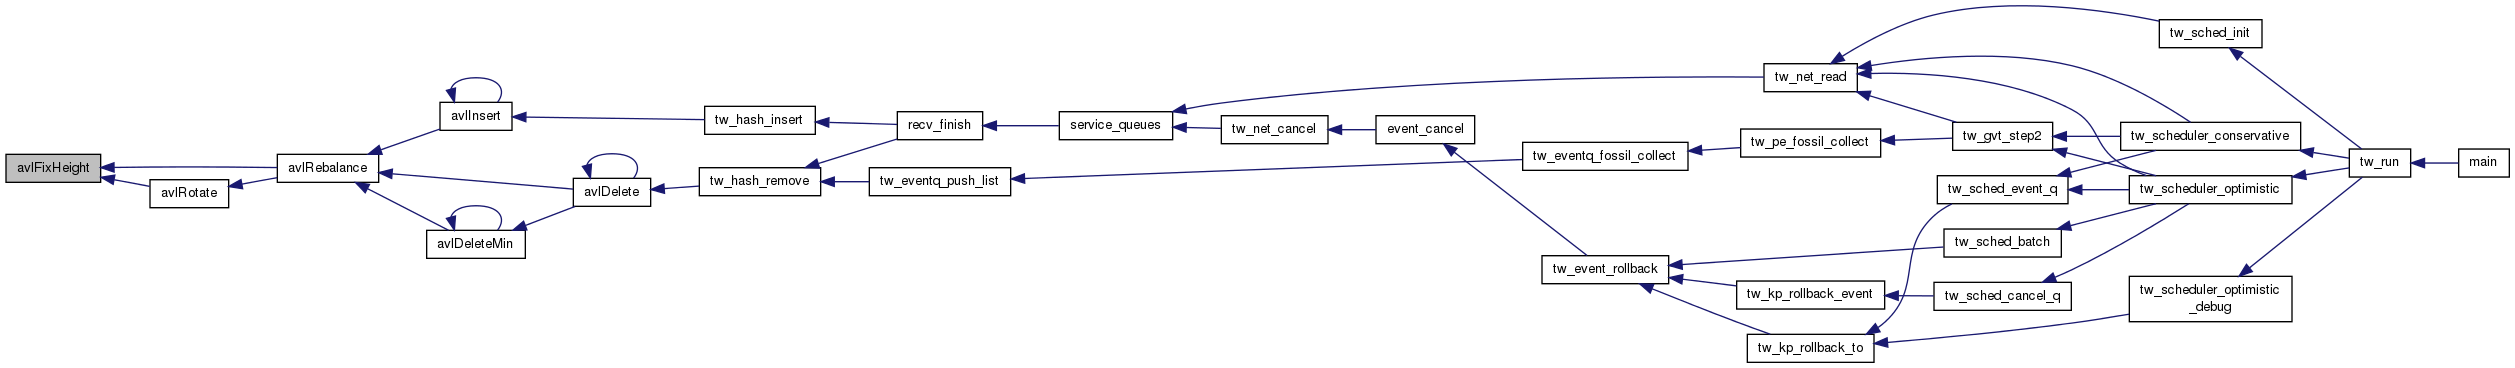 avlFixHeight
avlRotate
avlRebalance
avlInsert
avlDelete
avlDeleteMin
tw_hash_insert
tw_hash_remove
recv_finish
tw_eventq_push_list
service_queues
tw_net_cancel
event_cancel
tw_eventq_fossil_collect
tw_event_rollback
tw_net_read
tw_pe_fossil_collect
tw_kp_rollback_event
tw_kp_rollback_to
tw_gvt_step2
tw_sched_event_q
tw_sched_batch
tw_sched_cancel_q
tw_sched_init
tw_scheduler_conservative
tw_scheduler_optimistic
tw_scheduler_optimistic
_debug
tw_run
main